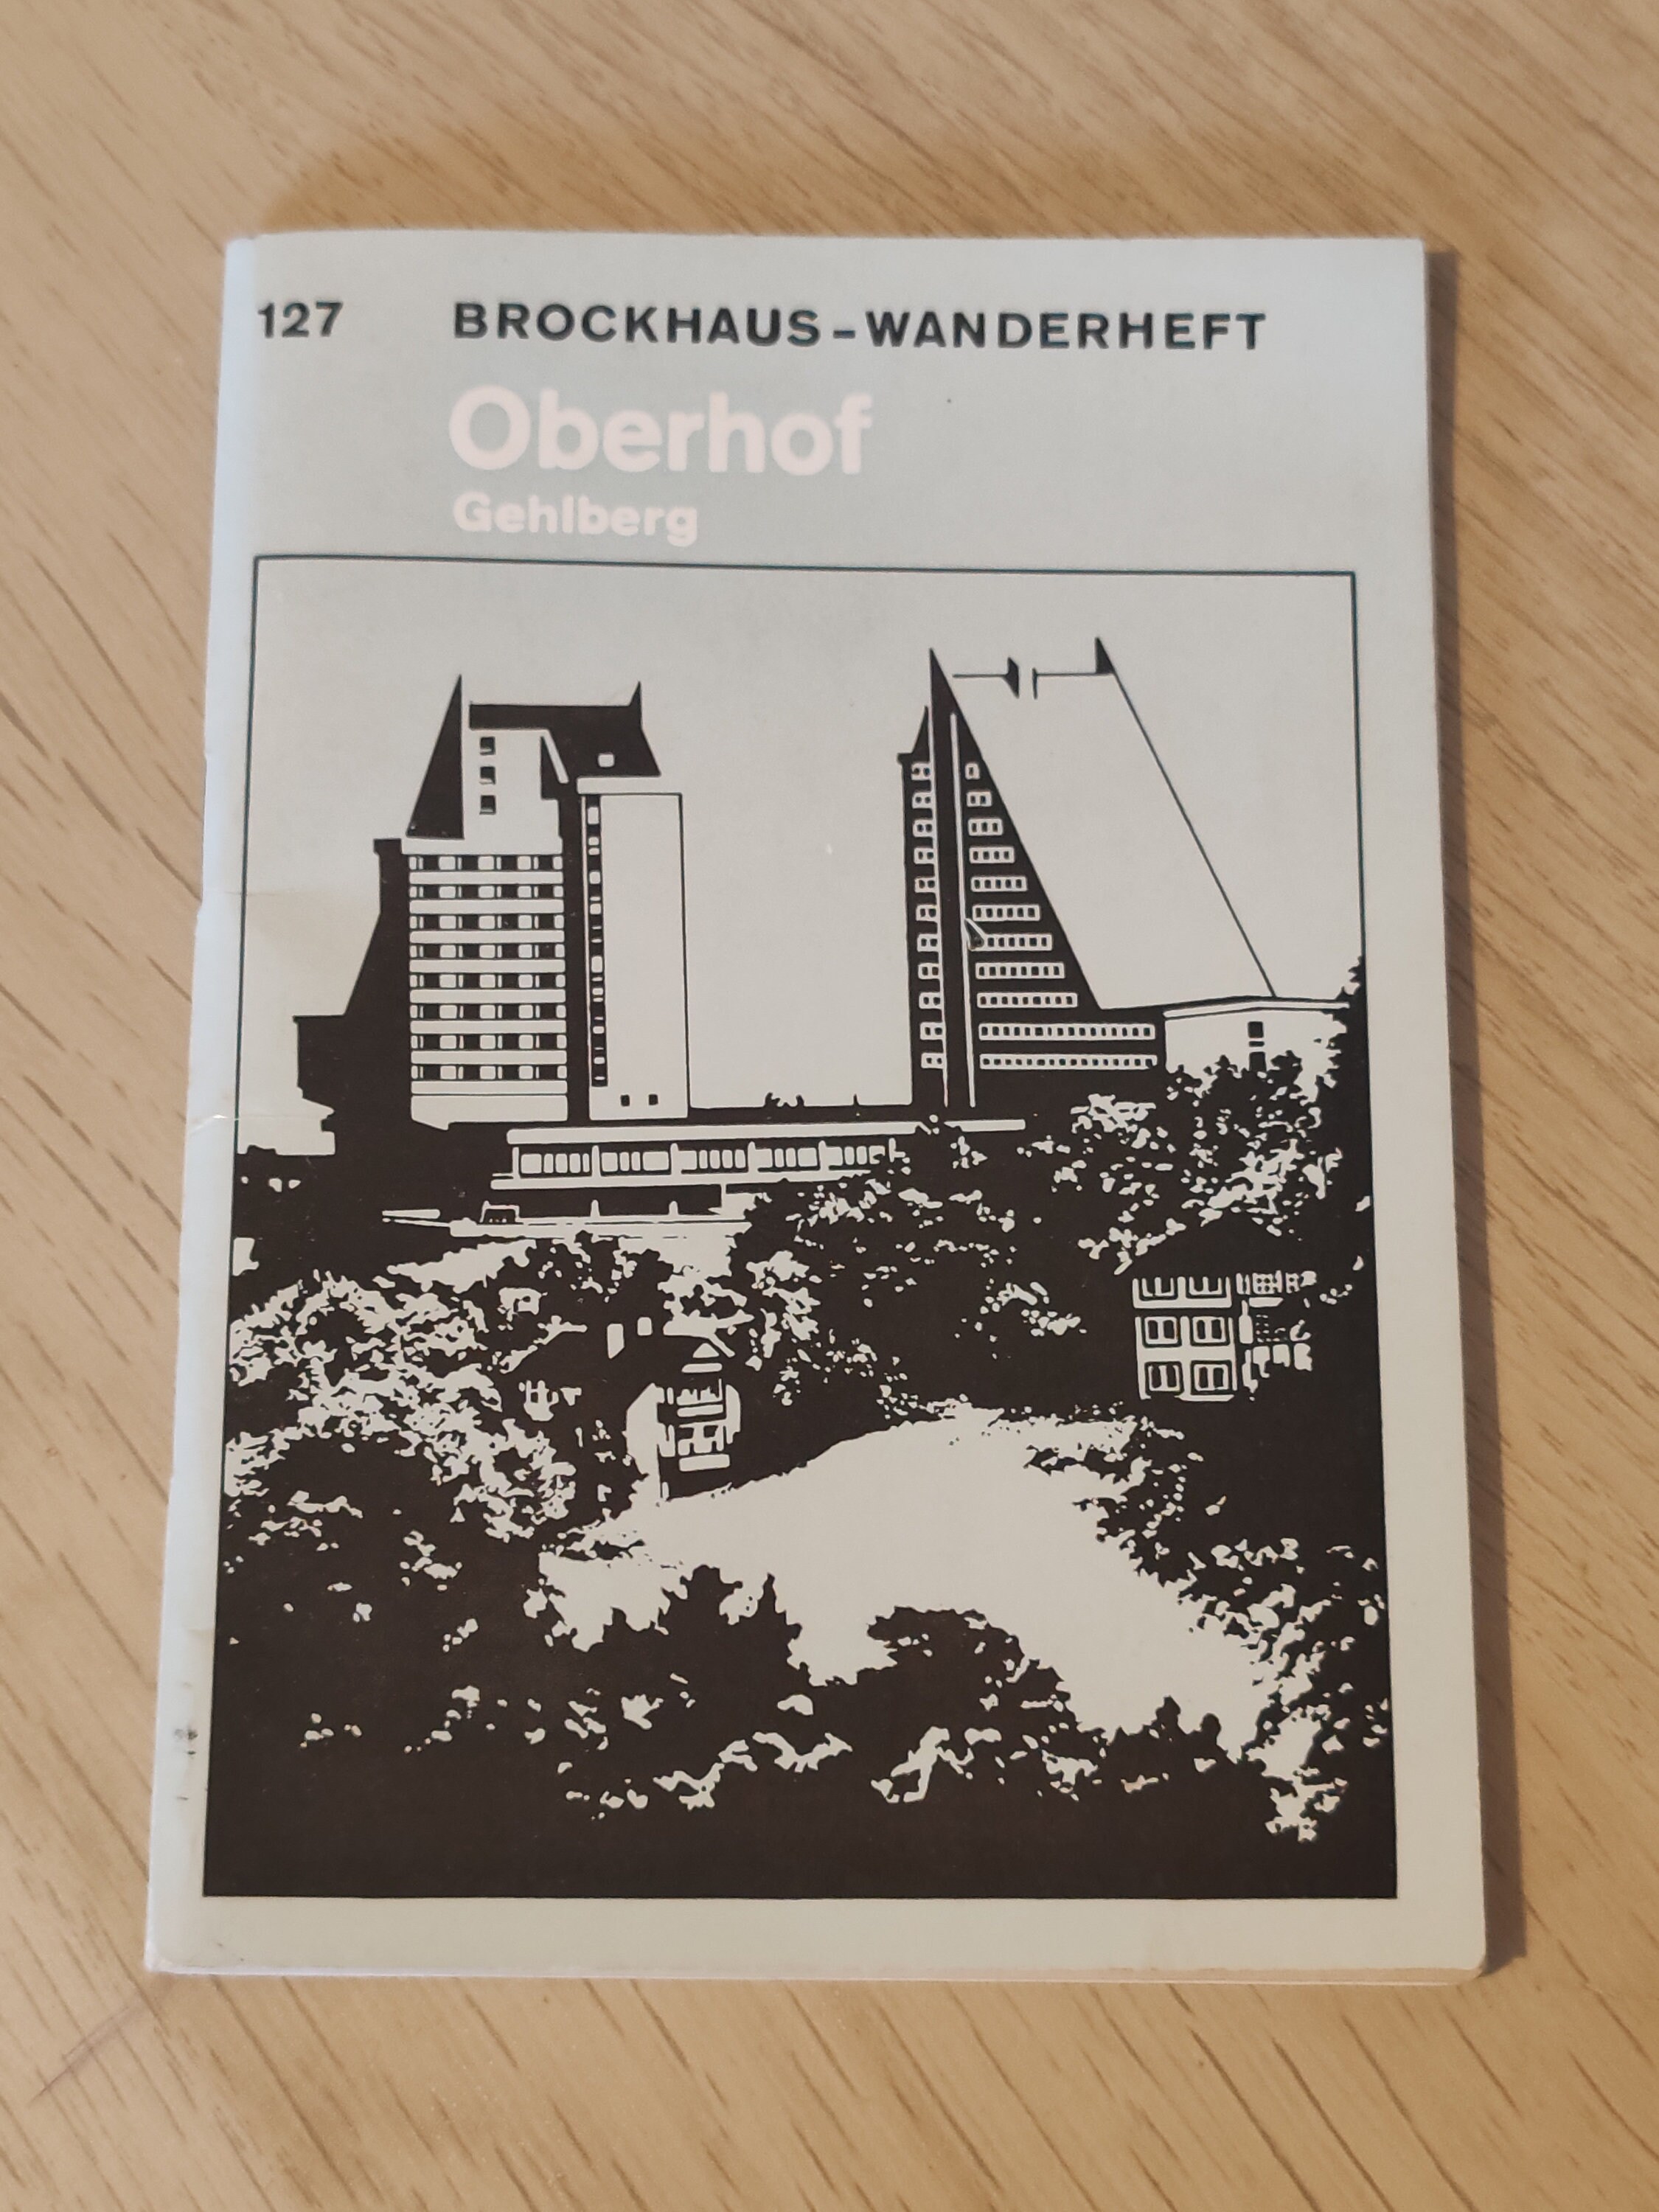 127 BROCKHAUS-WANDERHEFT
Oberhof
Gehlberg